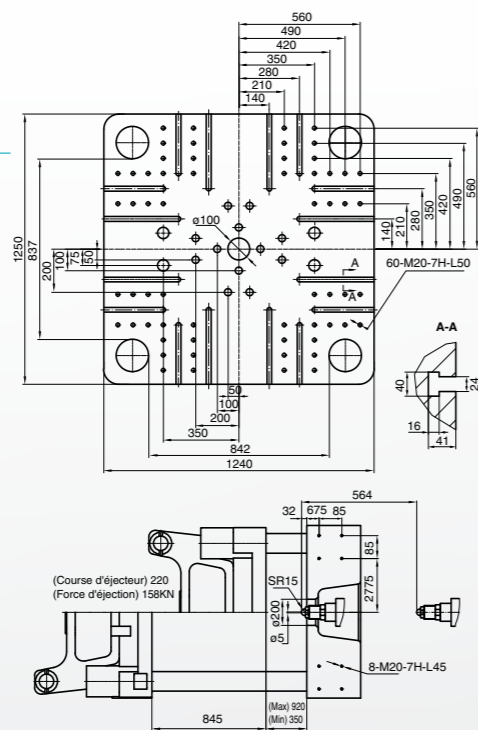 560
490
420
350
280
210
140
1250
837
200
100
75
50
ø100
140
210
280
350
420
490
560
A
A
60-M20-7H-L50
A-A
40
24
16
41
50
100
200
350
842
1240
564
32
675
85
85
2775
(Course d'éjecteur) 220
(Force d'éjection) 158KN
SR15
ø200
ø5
8-M20-7H-L45
845
(Max) 920
(Min) 350